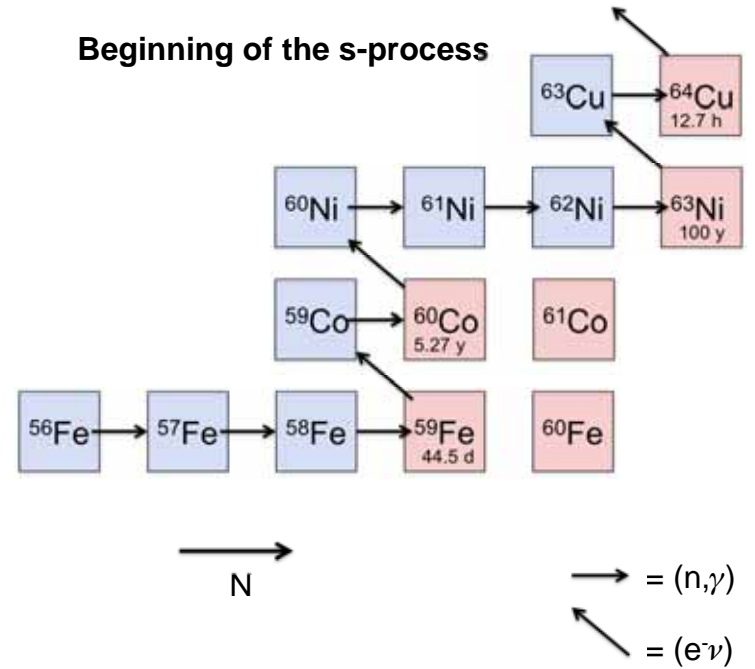 Beginning of the s-process
⁶³Cu ⁶⁴Cu
12.7 h
⁶⁰Ni ⁶¹Ni ⁶²Ni ⁶³Ni
100 y
⁵⁹Co ⁶⁰Co ⁶¹Co
5.27 y
⁵⁶Fe ⁵⁷Fe ⁵⁸Fe ⁵⁹Fe ⁶⁰Fe
44.5 d
N
= (n,γ)
= (e⁻ν)